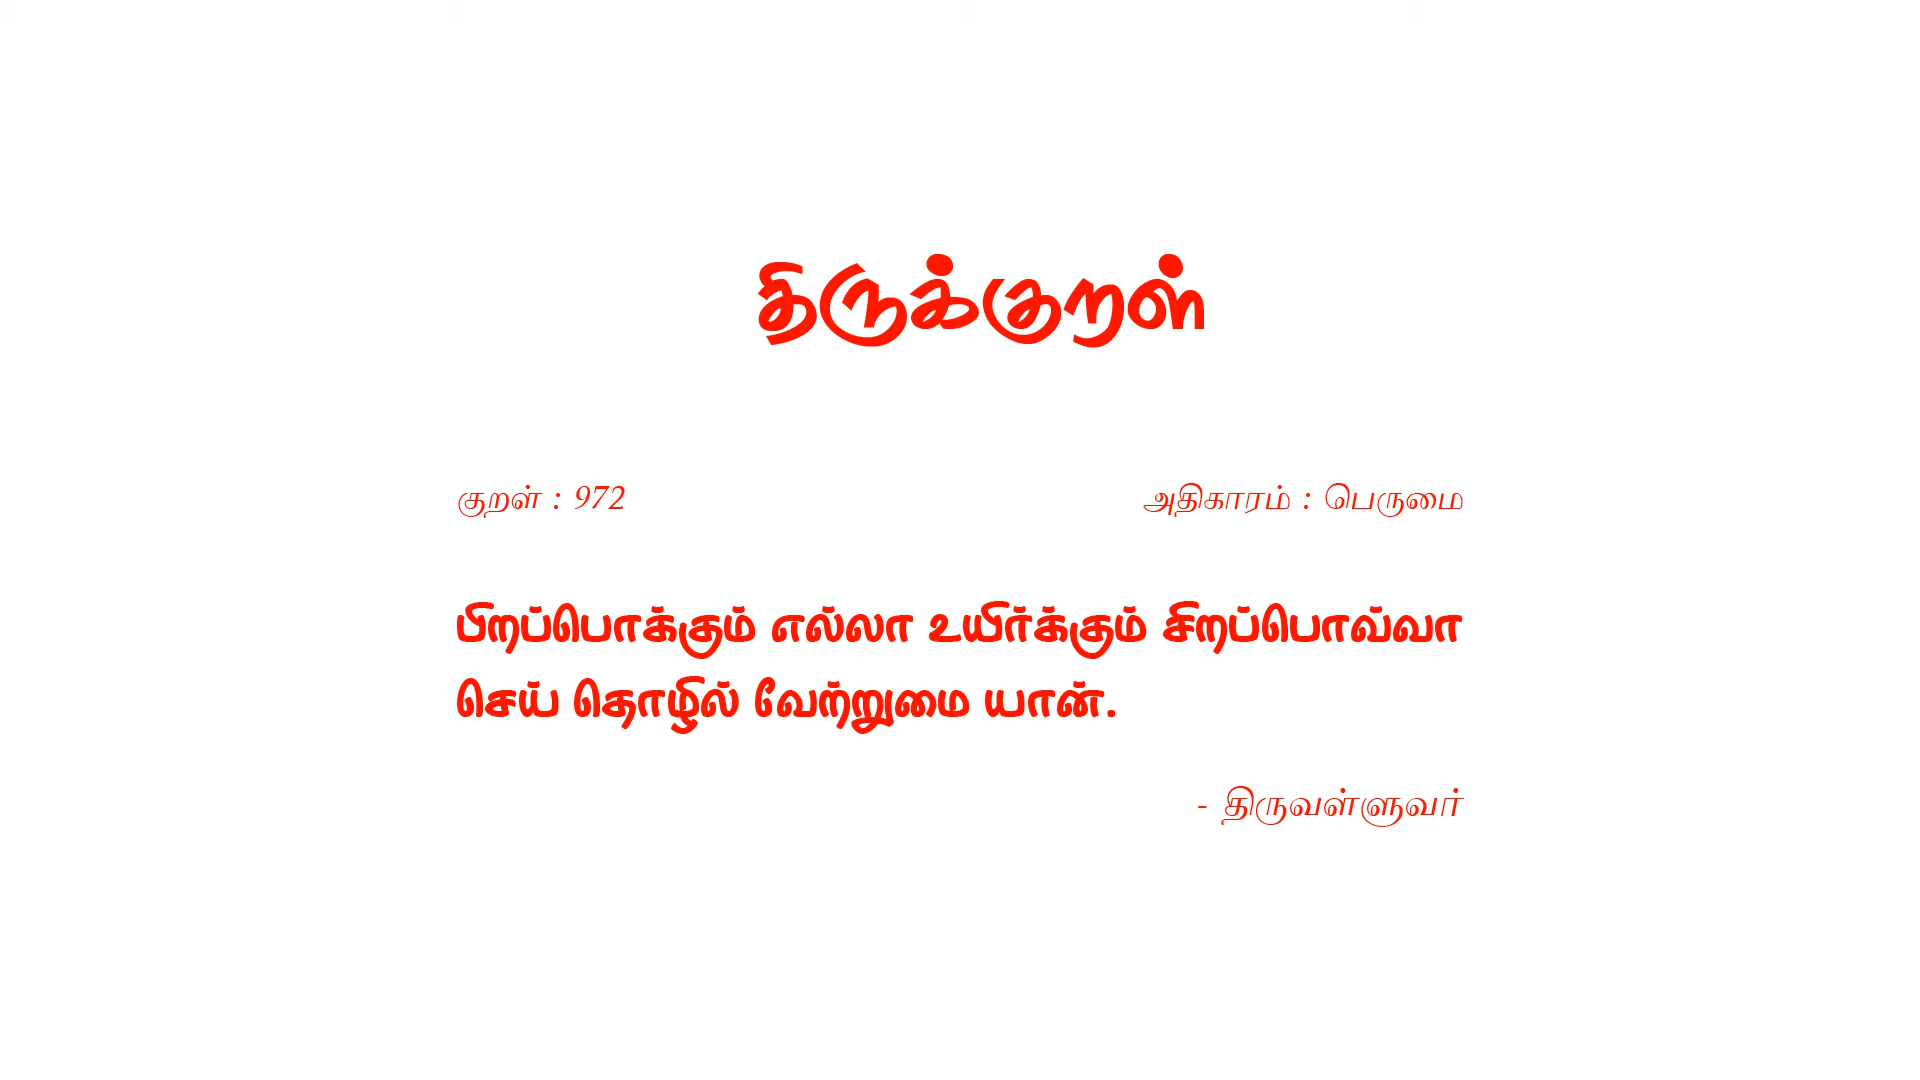 திருக்குறள்
குறள் : 972 அதிகாரம் : பெருமை
பிறப்பொக்கும் எல்லா உயிர்க்கும் சிறப்பொவ்வா
செய் தொழில் வேற்றுமை யான்.
- திருவள்ளுவர்